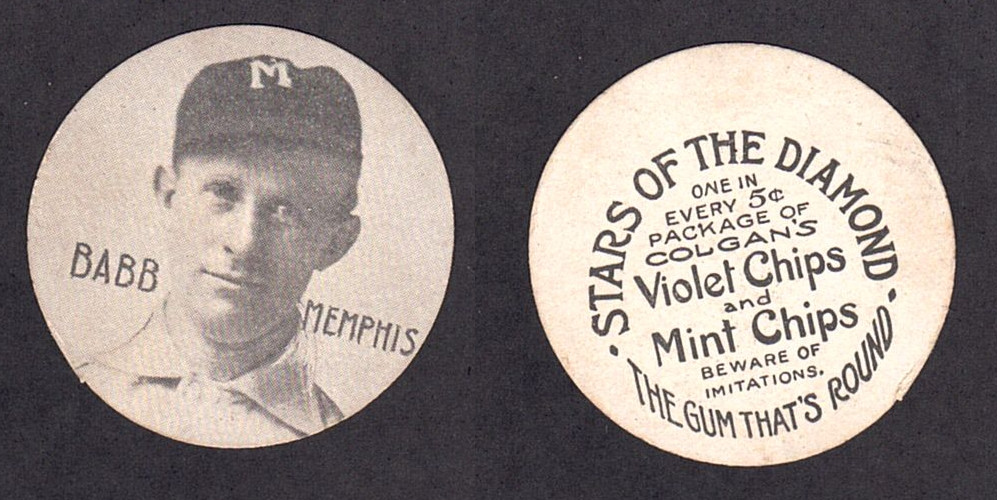 M
BABB
MEMPHIS
STARS OF THE DIAMOND
ONE IN
EVERY 5¢
PACKAGE OF
COLGAN'S
Violet Chips
and
Mint Chips
BEWARE OF
IMITATIONS.
THE GUM THAT'S ROUND